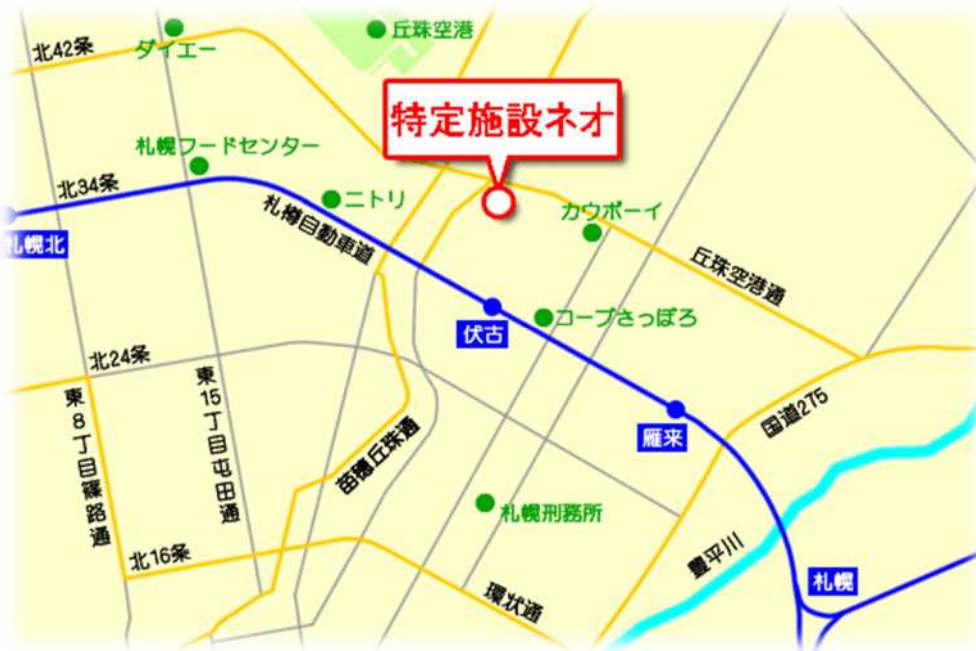 丘珠空港
ダイエー
北42条
特定施設ネオ
札幌フードセンター
北34条
ニトリ
札幌北
札樽自動車道
カウボーイ
丘珠空港通
コープさっぽろ
伏古
北24条
東15丁目屯田通
東8丁目篠路通
苗穂丘珠通
雁来
国道275
札幌刑務所
北16条
豊平川
環状通
札幌